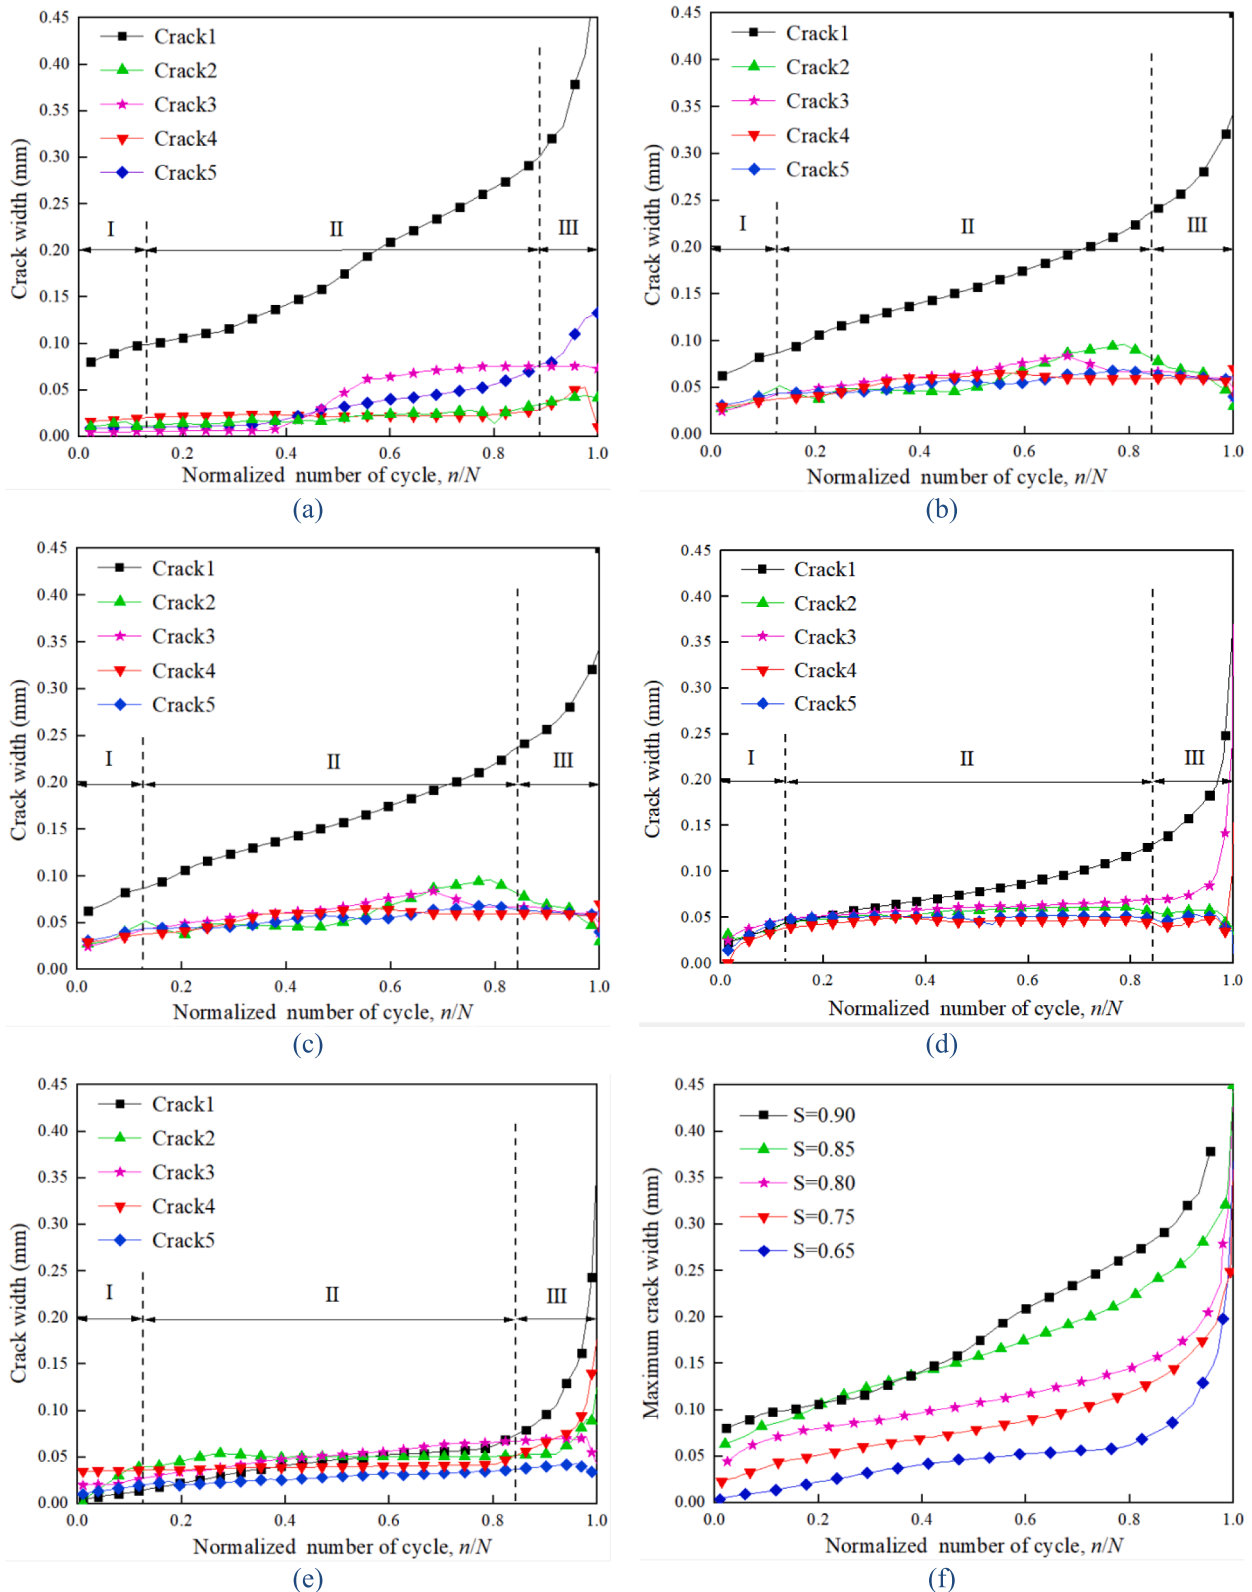 0.45
0.40
0.35
0.30
0.25
0.20
0.15
0.10
0.05
0.00
Crack width (mm)
Crack1
Crack2
Crack3
Crack4
Crack5
I
II
III
0.0 0.2 0.4 0.6 0.8 1.0
Normalized number of cycle, n/N
(a)
0.45
0.40
0.35
0.30
0.25
0.20
0.15
0.10
0.05
0.00
Crack width (mm)
Crack1
Crack2
Crack3
Crack4
Crack5
I
II
III
0.0 0.2 0.4 0.6 0.8 1.0
Normalized number of cycle, n/N
(b)
0.45
0.40
0.35
0.30
0.25
0.20
0.15
0.10
0.05
0.00
Crack width (mm)
Crack1
Crack2
Crack3
Crack4
Crack5
I
II
III
0.0 0.2 0.4 0.6 0.8 1.0
Normalized number of cycle, n/N
(c)
0.45
0.40
0.35
0.30
0.25
0.20
0.15
0.10
0.05
0.00
Crack width (mm)
Crack1
Crack2
Crack3
Crack4
Crack5
I
II
III
0.0 0.2 0.4 0.6 0.8 1.0
Normalized number of cycle, n/N
(d)
0.45
0.40
0.35
0.30
0.25
0.20
0.15
0.10
0.05
0.00
Crack width (mm)
Crack1
Crack2
Crack3
Crack4
Crack5
I
II
III
0.0 0.2 0.4 0.6 0.8 1.0
Normalized number of cycle, n/N
(e)
0.45
0.40
0.35
0.30
0.25
0.20
0.15
0.10
0.05
0.00
Maximum crack width (mm)
S=0.90
S=0.85
S=0.80
S=0.75
S=0.65
0.0 0.2 0.4 0.6 0.8 1.0
Normalized number of cycle, n/N
(f)